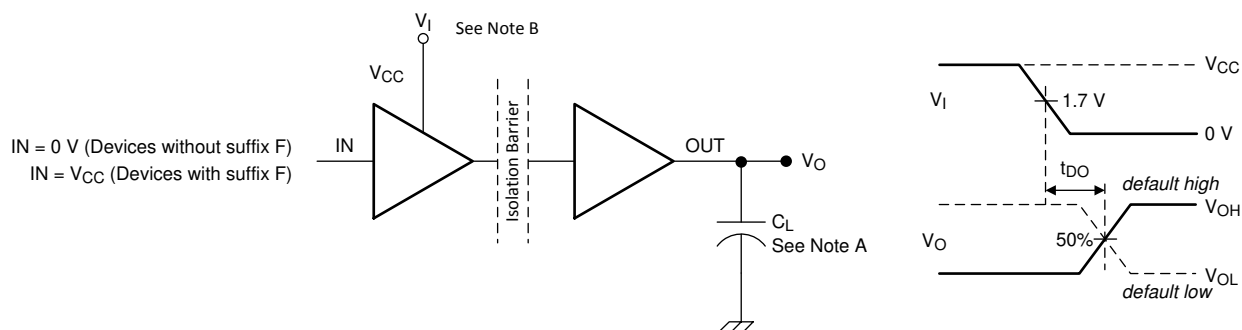 V_I
See Note B
V_CC
IN = 0 V (Devices without suffix F)
IN = V_CC (Devices with suffix F)
IN
Isolation Barrier
OUT
V_O
C_L
See Note A
V_I
V_CC
1.7 V
0 V
t_DO
default high
V_OH
V_O
50%
V_OL
default low